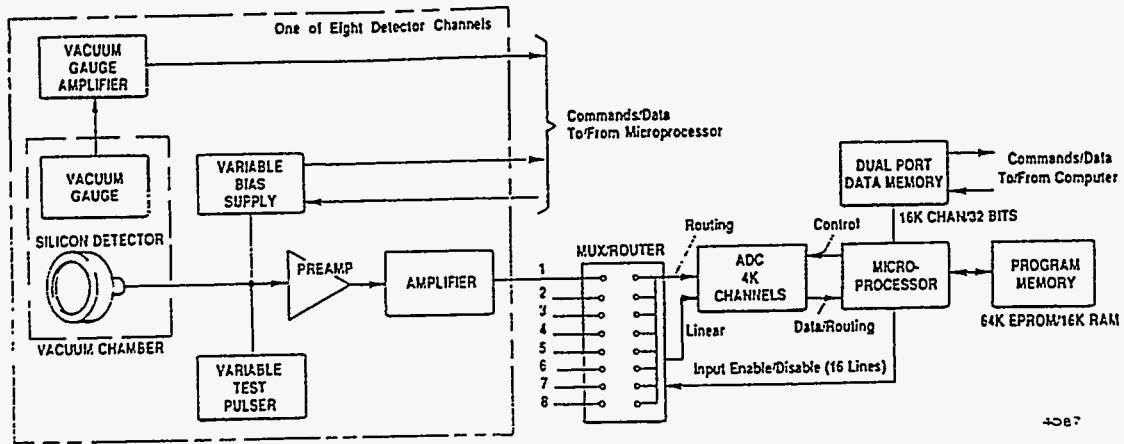 One of Eight Detector Channels
VACUUM
GAUGE
AMPLIFIER
VACUUM
GAUGE
SILICON DETECTOR
VACUUM CHAMBER
VARIABLE
BIAS
SUPPLY
PREAMP
AMPLIFIER
VARIABLE
TEST
PULSER
Commands/Data
To/From Microprocessor
MUX/ROUTER
1
2
3
4
5
6
7
8
Routing
Linear
ADC
4K
CHANNELS
Control
Data/Routing
Input Enable/Disable (16 Lines)
DUAL PORT
DATA MEMORY
Commands/Data
To/From Computer
16K CHAN/32 BITS
MICRO-
PROCESSOR
PROGRAM
MEMORY
64K EPROM/16K RAM